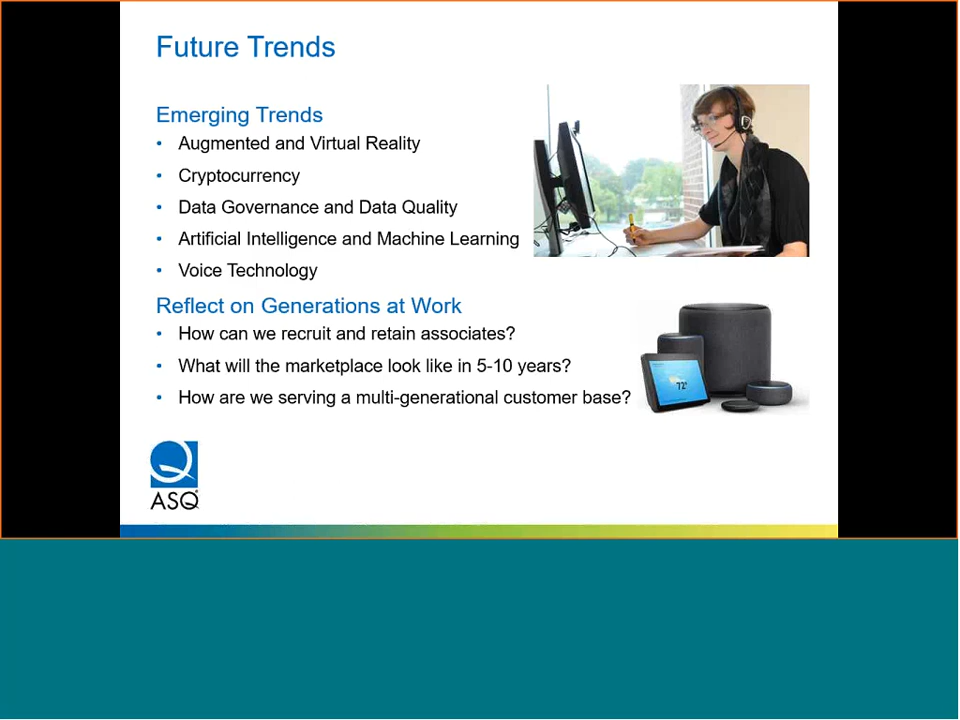 Future Trends
Emerging Trends
• Augmented and Virtual Reality
• Cryptocurrency
• Data Governance and Data Quality
• Artificial Intelligence and Machine Learning
• Voice Technology
Reflect on Generations at Work
• How can we recruit and retain associates?
• What will the marketplace look like in 5-10 years?
• How are we serving a multi-generational customer base?
72°
ASQ